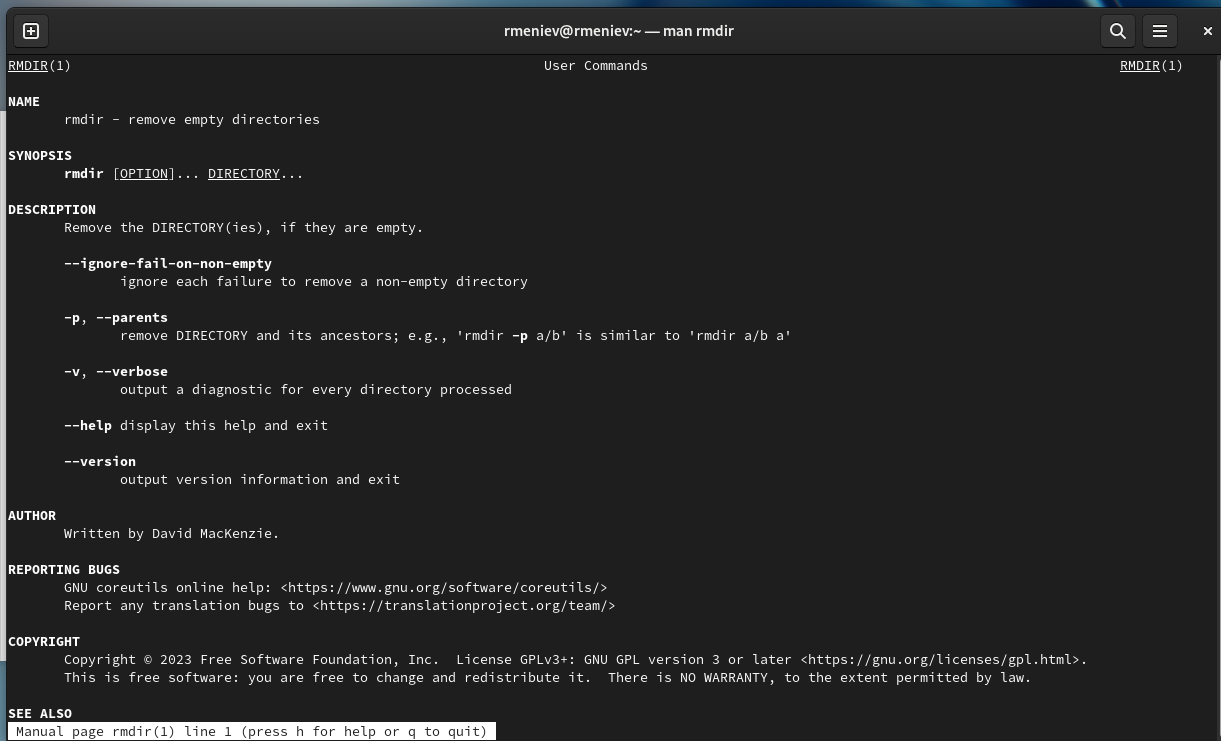 rmeniev@rmeniev:~ — man rmdir
RMDIR(1) User Commands RMDIR(1)
NAME
rmdir - remove empty directories
SYNOPSIS
rmdir [OPTION]... DIRECTORY...
DESCRIPTION
Remove the DIRECTORY(ies), if they are empty.
--ignore-fail-on-non-empty
ignore each failure to remove a non-empty directory
-p, --parents
remove DIRECTORY and its ancestors; e.g., 'rmdir -p a/b' is similar to 'rmdir a/b a'
-v, --verbose
output a diagnostic for every directory processed
--help display this help and exit
--version
output version information and exit
AUTHOR
Written by David MacKenzie.
REPORTING BUGS
GNU coreutils online help: <https://www.gnu.org/software/coreutils/>
Report any translation bugs to <https://translationproject.org/team/>
COPYRIGHT
Copyright © 2023 Free Software Foundation, Inc.  License GPLv3+: GNU GPL version 3 or later <https://gnu.org/licenses/gpl.html>.
This is free software: you are free to change and redistribute it.  There is NO WARRANTY, to the extent permitted by law.
SEE ALSO
Manual page rmdir(1) line 1 (press h for help or q to quit)